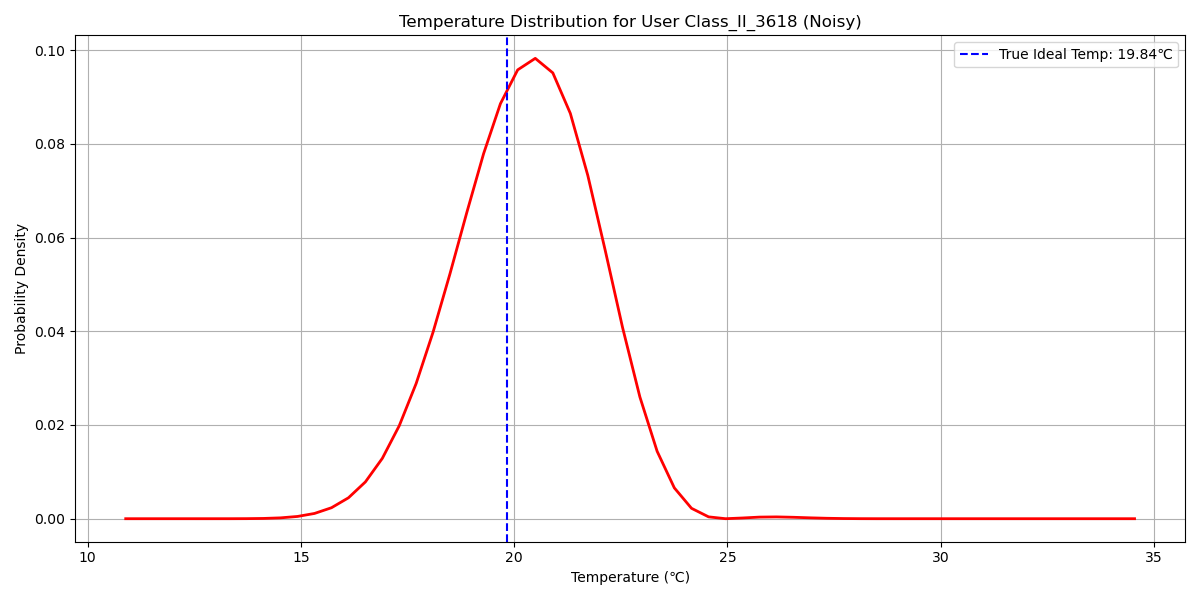 Temperature Distribution for User Class_II_3618 (Noisy)
True Ideal Temp: 19.84℃
Probability Density
0.10
0.08
0.06
0.04
0.02
0.00
10 15 20 25 30 35
Temperature (℃)